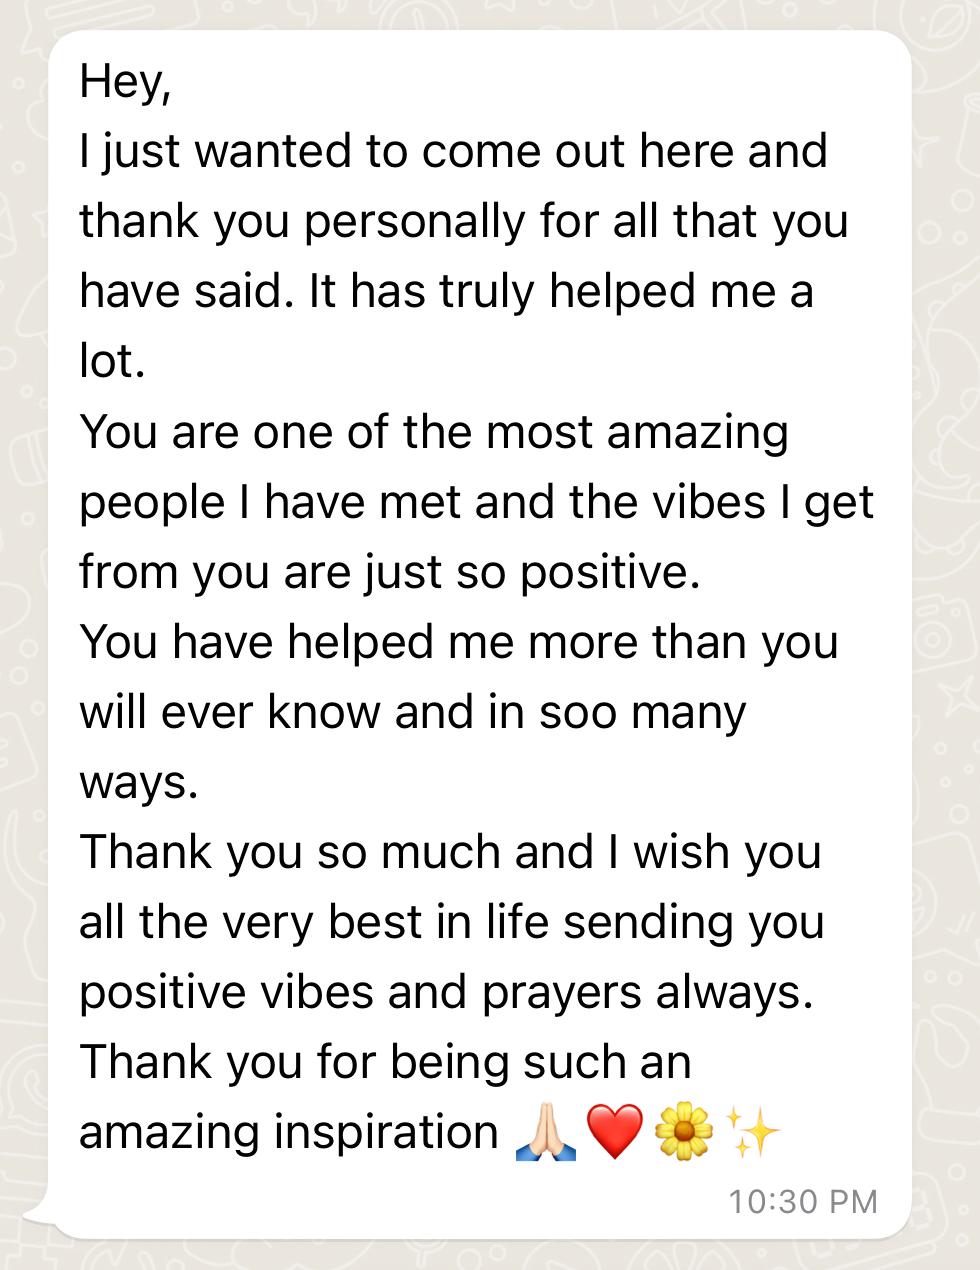 Hey,
I just wanted to come out here and
thank you personally for all that you
have said. It has truly helped me a
lot.
You are one of the most amazing
people I have met and the vibes I get
from you are just so positive.
You have helped me more than you
will ever know and in soo many
ways.
Thank you so much and I wish you
all the very best in life sending you
positive vibes and prayers always.
Thank you for being such an
amazing inspiration 🙏🏻❤️🌼✨
10:30 PM